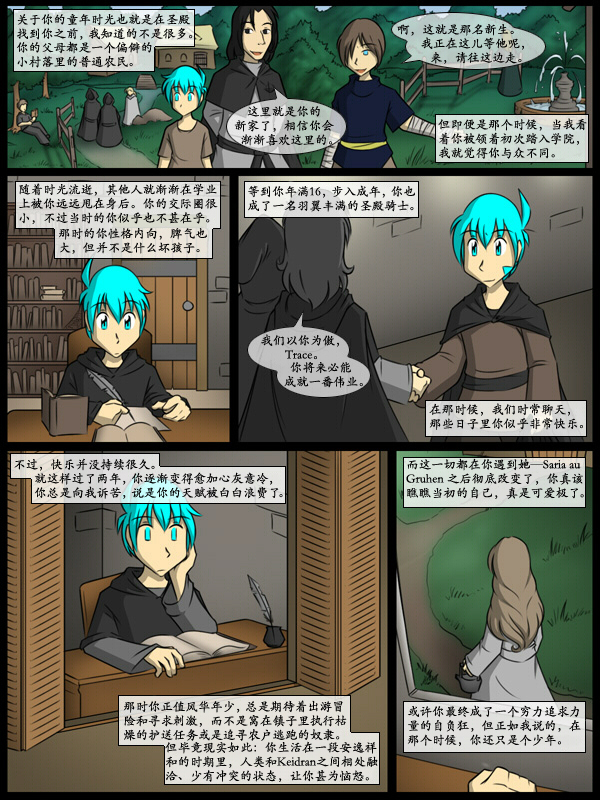 关于你的童年时光也就是在圣殿
找到你之前，我知道的不是很多。
你的父母都是一个偏僻的
小村落里的普通农民。
这里就是你的
新家了，相信你会
渐渐喜欢这里的。
啊，这就是那名新生。
我正在这儿等他呢，
来，请往这边走。
但即便是那个时候，当我看
着你被领着初次踏入学院，
我就觉得你与众不同。
随着时光流逝，其他人就渐渐在学业
上被你远远甩在身后。你的交际圈很
小，不过当时的你似乎也不甚在乎。
那时的你性格内向，脾气也
大，但并不是什么坏孩子。
等到你年满16，步入成年，你也
成了一名羽翼丰满的圣殿骑士。
我们以你为傲，
Trace。
你将来必能
成就一番伟业。
在那时候，我们时常聊天，
那些日子里你似乎非常快乐。
不过，快乐并没持续很久。
就这样过了两年，你逐渐变得愈加心灰意冷，
你总是向我诉苦，说是你的天赋被白白浪费了。
那时你正值风华年少，总是期待着出游冒
险和寻求刺激，而不是窝在镇子里执行枯
燥的护送任务或是追寻农户逃跑的奴隶。
但毕竟现实如此：你生活在一段安逸祥
和的时期里，人类和Keidran之间相处融
洽、少有冲突的状态，让你甚为恼怒。
而这一切都在你遇到她—Saria au
Gruhen 之后彻底改变了，你真该
瞧瞧当初的自己，真是可爱极了。
或许你最终成了一个穷力追求力
量的自负狂，但正如我说的，在
那个时候，你还只是个少年。